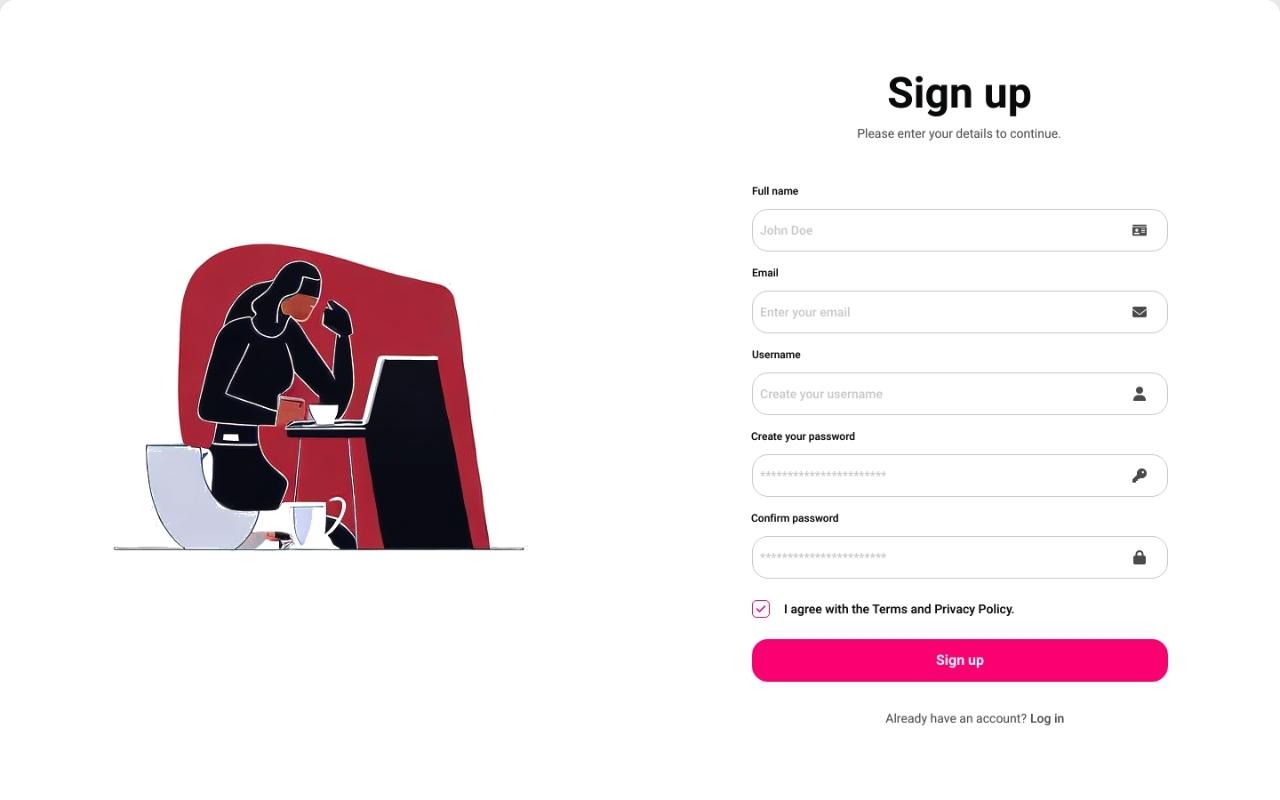 Sign up
Please enter your details to continue.
Full name
John Doe
Email
Enter your email
Username
Create your username
Create your password
***********************
Confirm password
***********************
I agree with the Terms and Privacy Policy.
Sign up
Already have an account? Log in